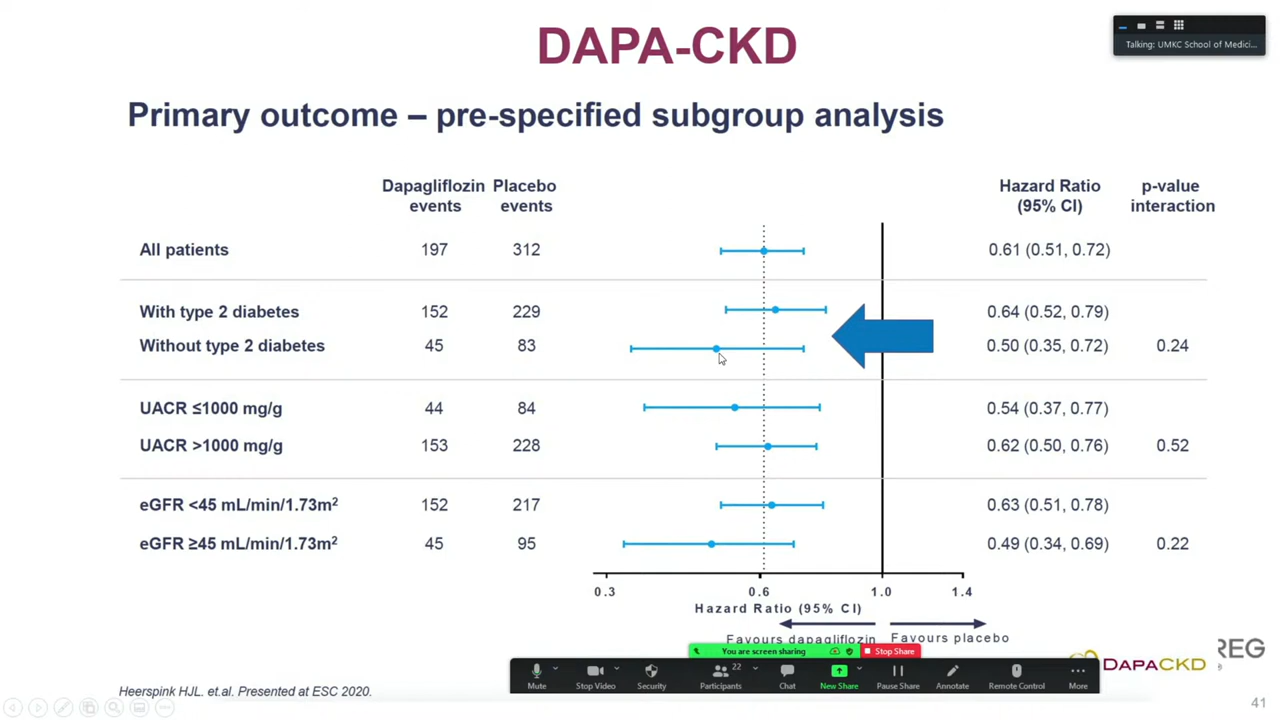 DAPA-CKD
Talking: UMKC School of Medici...
Primary outcome – pre-specified subgroup analysis
Dapagliflozin events Placebo events Hazard Ratio (95% CI) p-value interaction
All patients 197 312 0.61 (0.51, 0.72)
With type 2 diabetes 152 229 0.64 (0.52, 0.79)
Without type 2 diabetes 45 83 0.50 (0.35, 0.72) 0.24
UACR ≤1000 mg/g 44 84 0.54 (0.37, 0.77)
UACR >1000 mg/g 153 228 0.62 (0.50, 0.76) 0.52
eGFR <45 mL/min/1.73m² 152 217 0.63 (0.51, 0.78)
eGFR ≥45 mL/min/1.73m² 45 95 0.49 (0.34, 0.69) 0.22
0.3 0.6 1.0 1.4
Hazard Ratio (95% CI)
Favours dapagliflozin Favours placebo
You are screen sharing Stop Share
REG
DAPACKD
22
Mute Stop Video Security Participants Chat New Share Pause Share Annotate Remote Control More
Heerspink HJL. et.al. Presented at ESC 2020.
41